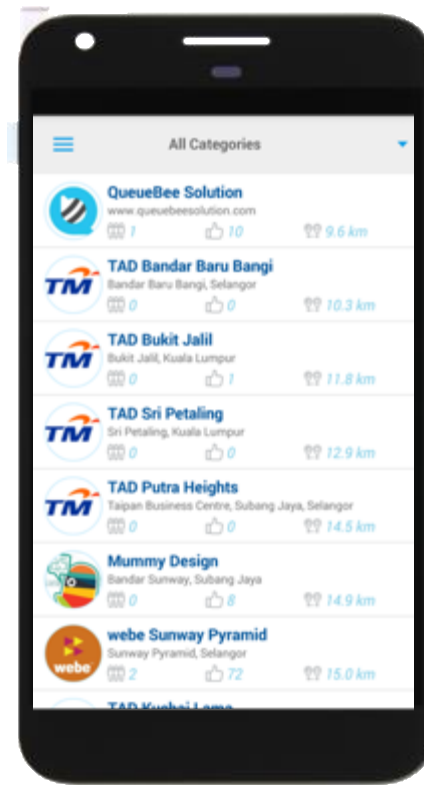 All Categories
QueueBee Solution
www.queuebeesolution.com
1 10 9.6 km
TM
TAD Bandar Baru Bangi
Bandar Baru Bangi, Selangor
0 0 10.3 km
TM
TAD Bukit Jalil
Bukit Jalil, Kuala Lumpur
0 1 11.8 km
TM
TAD Sri Petaling
Sri Petaling, Kuala Lumpur
0 0 12.9 km
TM
TAD Putra Heights
Taipan Business Centre, Subang Jaya, Selangor
0 0 14.5 km
Mummy Design
Bandar Sunway, Subang Jaya
0 8 14.9 km
webe
webe Sunway Pyramid
Sunway Pyramid, Selangor
2 72 15.0 km
TAD Kuchai Lama